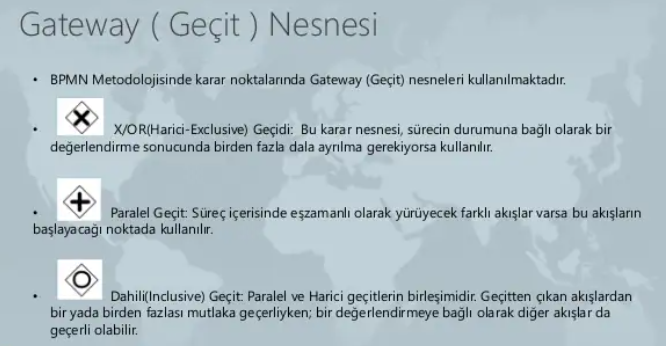 Gateway ( Geçit ) Nesnesi
• BPMN Metodolojisinde karar noktalarında Gateway (Geçit) nesneleri kullanılmaktadır.
• X/OR(Harici-Exclusive) Geçidi: Bu karar nesnesi, sürecin durumuna bağlı olarak bir
değerlendirme sonucunda birden fazla dala ayrılma gerekiyorsa kullanılır.
• Paralel Geçit: Süreç içerisinde eşzamanlı olarak yürüyecek farklı akışlar varsa bu akışların
başlayacağı noktada kullanılır.
• Dahili(Inclusive) Geçit: Paralel ve Harici geçitlerin birleşimidir. Geçitten çıkan akışlardan
bir yada birden fazlası mutlaka geçerliyken; bir değerlendirmeye bağlı olarak diğer akışlar da
geçerli olabilir.